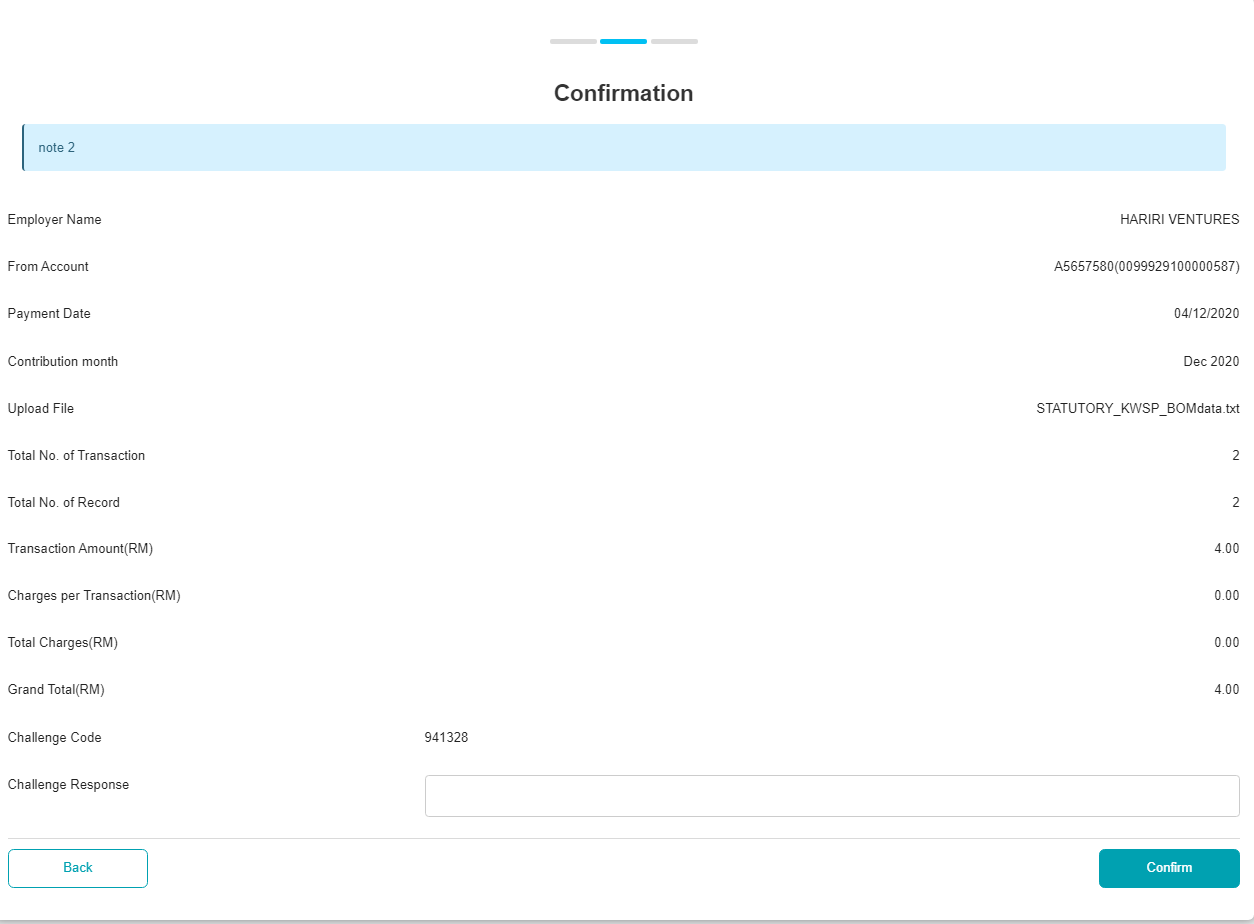 Confirmation
note 2
Employer Name HARIRI VENTURES
From Account A5657580(0099929100000587)
Payment Date 04/12/2020
Contribution month Dec 2020
Upload File STATUTORY_KWSP_BOMdata.txt
Total No. of Transaction 2
Total No. of Record 2
Transaction Amount(RM) 4.00
Charges per Transaction(RM) 0.00
Total Charges(RM) 0.00
Grand Total(RM) 4.00
Challenge Code 941328
Challenge Response
Back Confirm